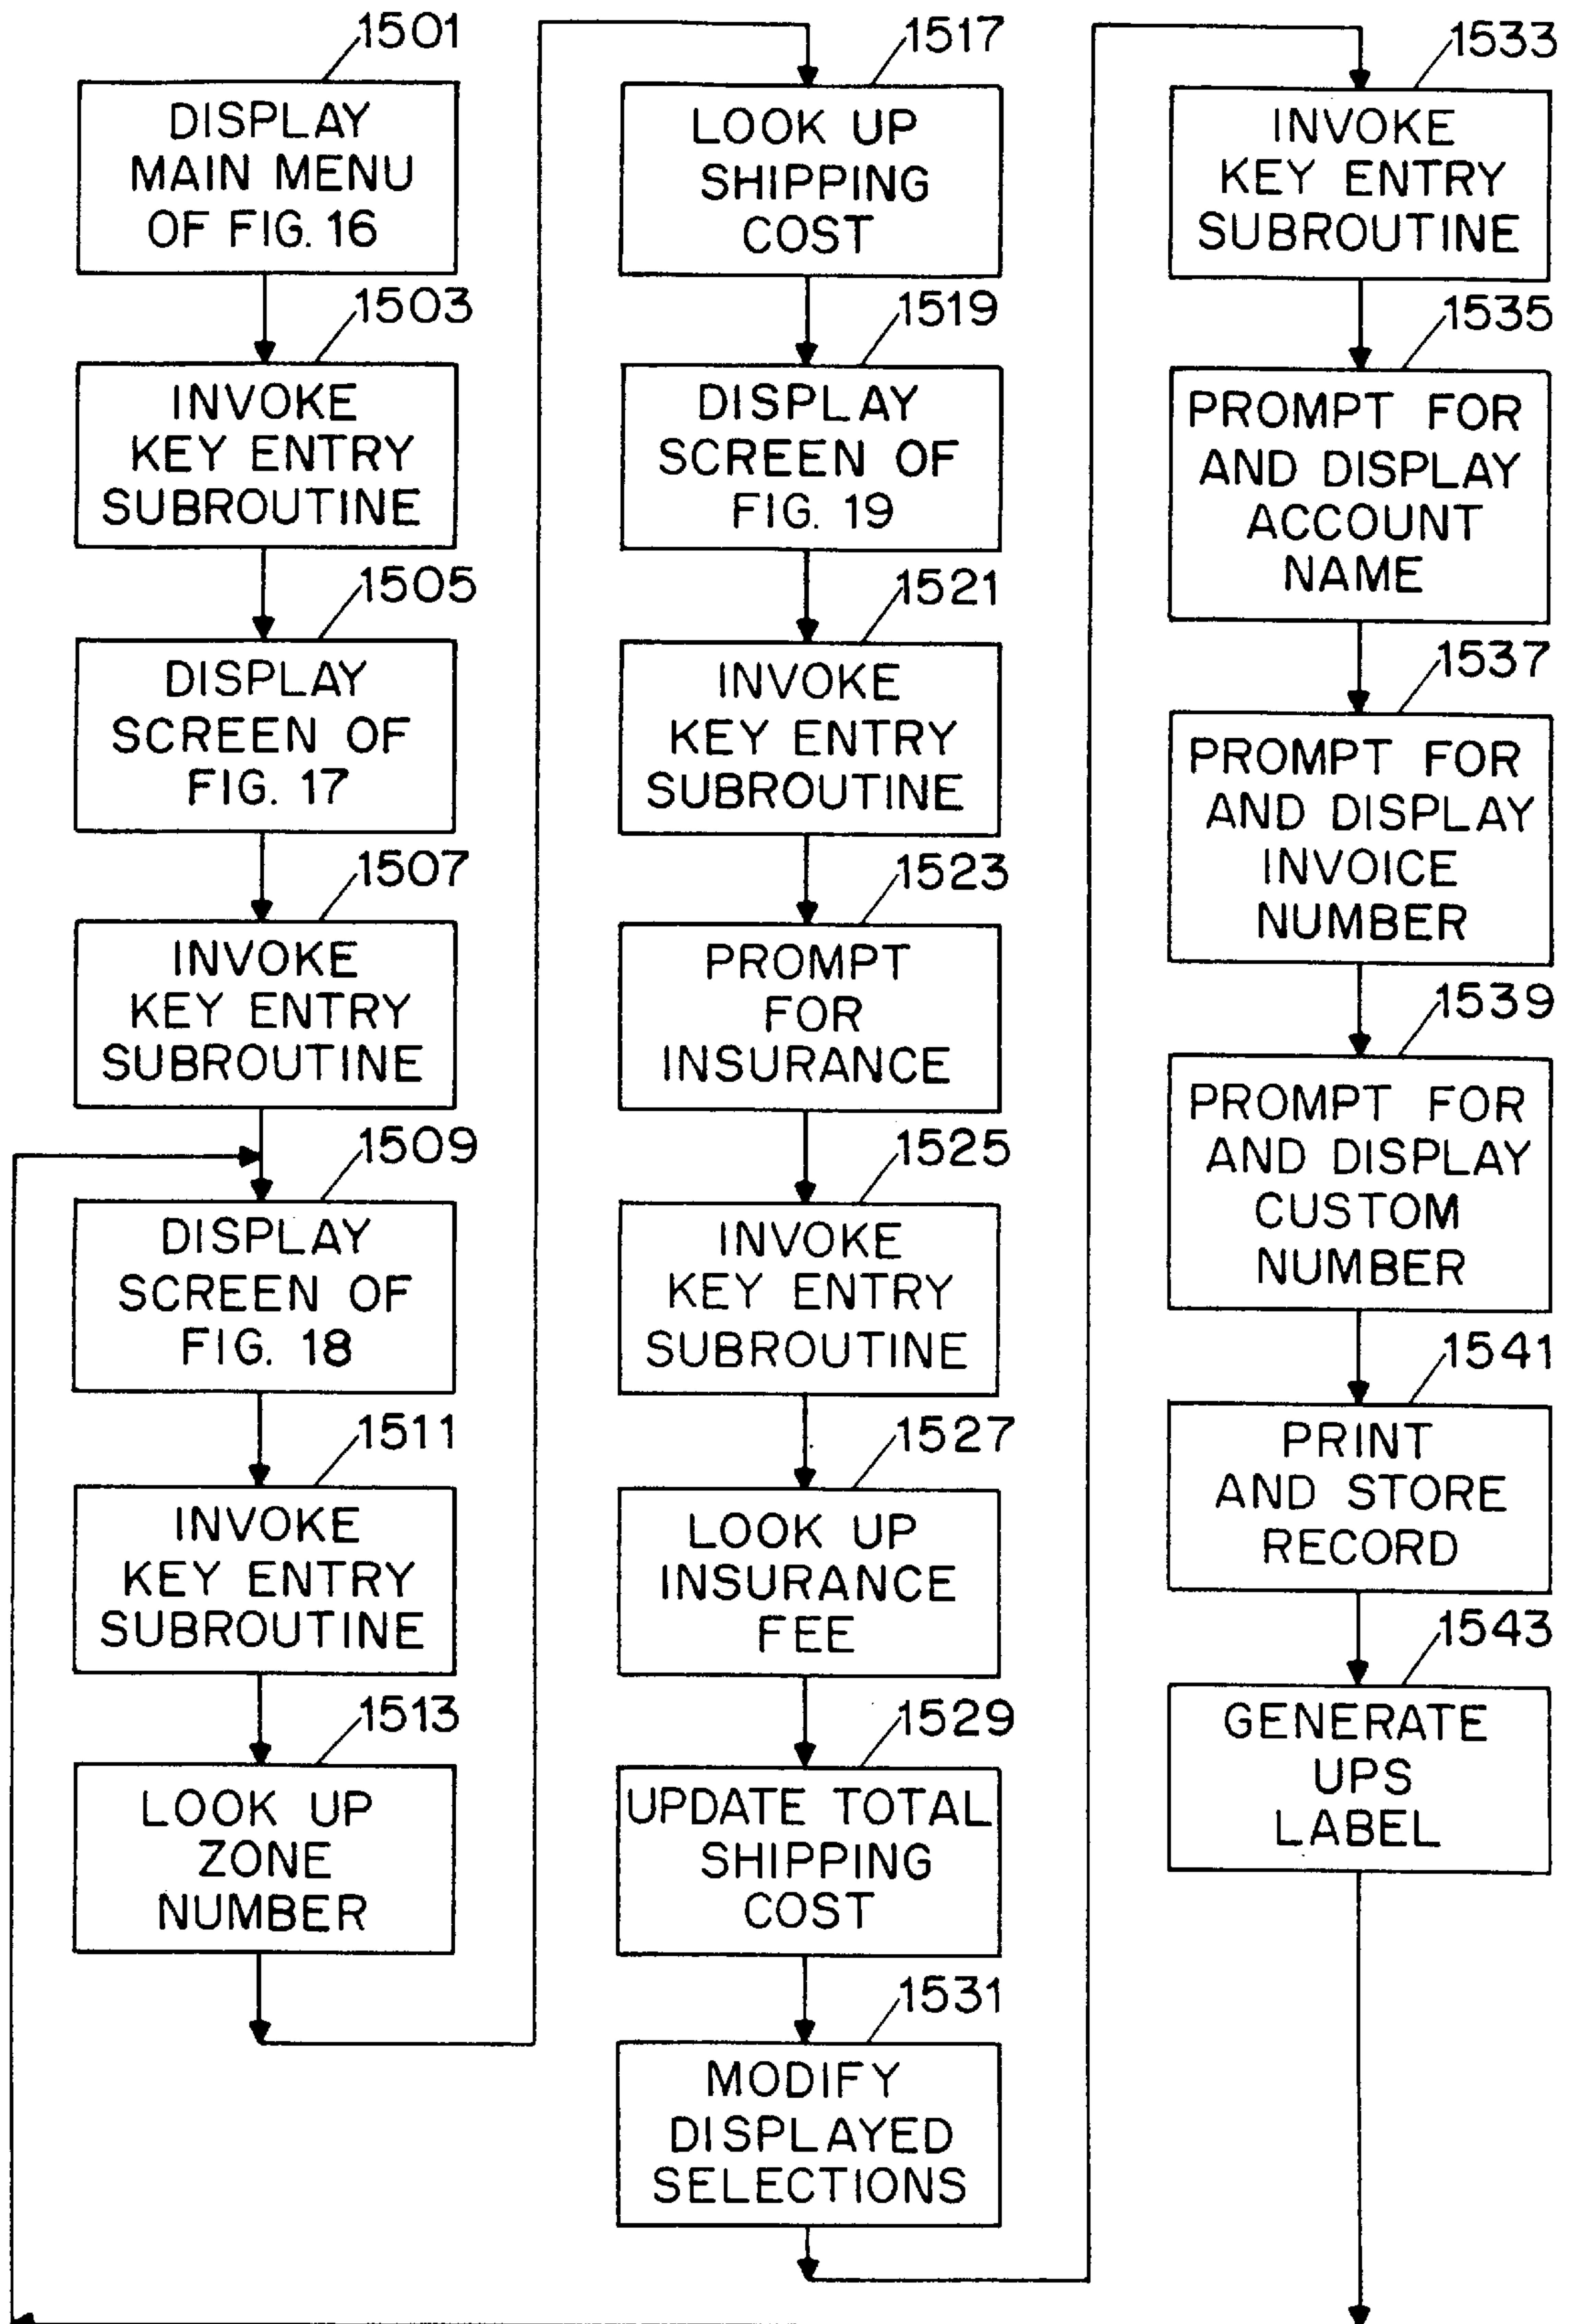 1501
DISPLAY
MAIN MENU
OF FIG. 16
1503
INVOKE
KEY ENTRY
SUBROUTINE
1505
DISPLAY
SCREEN OF
FIG. 17
1507
INVOKE
KEY ENTRY
SUBROUTINE
1509
DISPLAY
SCREEN OF
FIG. 18
1511
INVOKE
KEY ENTRY
SUBROUTINE
1513
LOOK UP
ZONE
NUMBER
1517
LOOK UP
SHIPPING
COST
1519
DISPLAY
SCREEN OF
FIG. 19
1521
INVOKE
KEY ENTRY
SUBROUTINE
1523
PROMPT
FOR
INSURANCE
1525
INVOKE
KEY ENTRY
SUBROUTINE
1527
LOOK UP
INSURANCE
FEE
1529
UPDATE TOTAL
SHIPPING
COST
1531
MODIFY
DISPLAYED
SELECTIONS
1533
INVOKE
KEY ENTRY
SUBROUTINE
1535
PROMPT FOR
AND DISPLAY
ACCOUNT
NAME
1537
PROMPT FOR
AND DISPLAY
INVOICE
NUMBER
1539
PROMPT FOR
AND DISPLAY
CUSTOM
NUMBER
1541
PRINT
AND STORE
RECORD
1543
GENERATE
UPS
LABEL